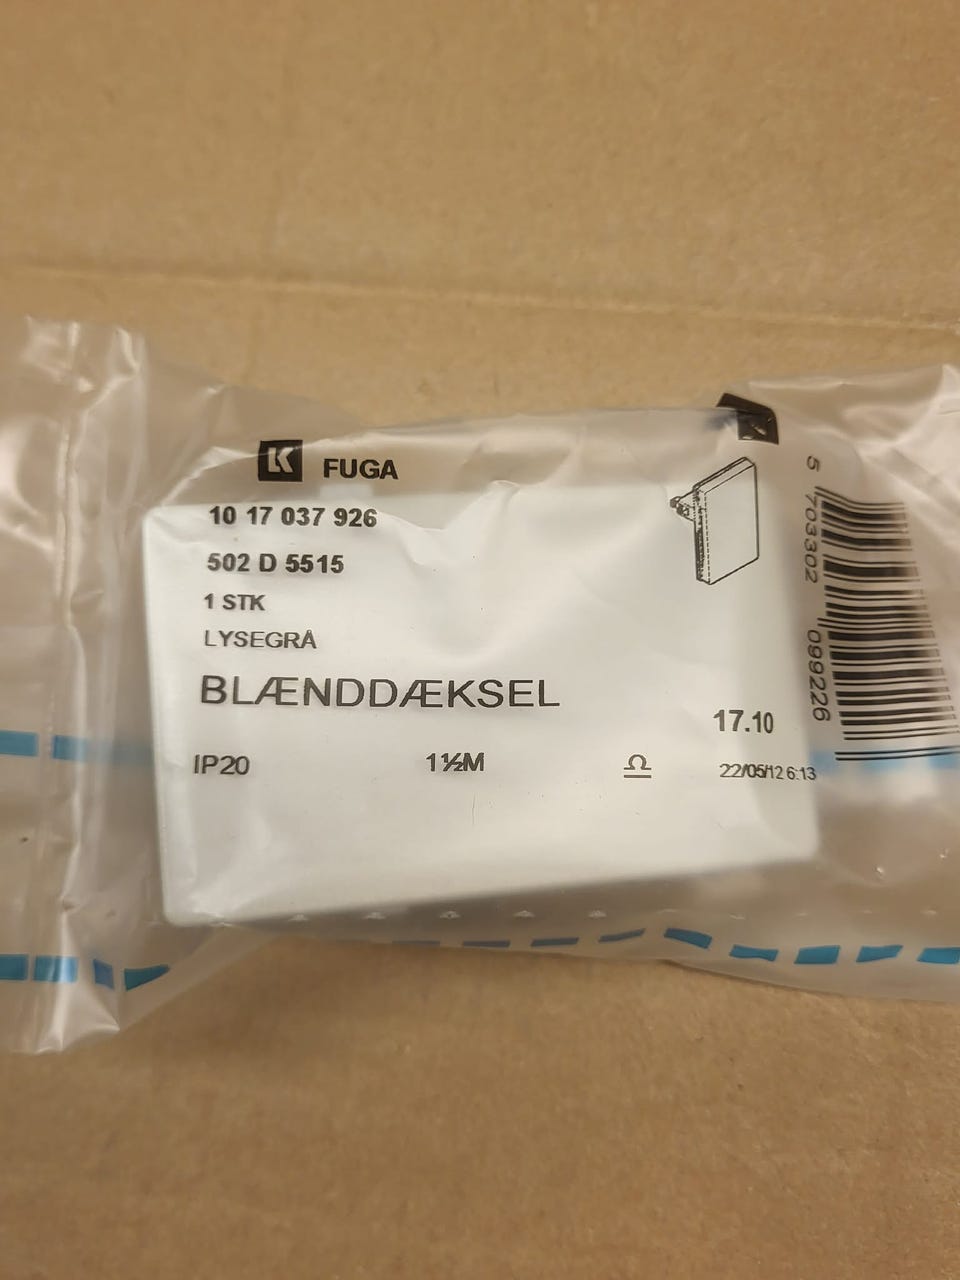 LK FUGA
10 17 037 926
502 D 5515
1 STK
LYSEGRÅ
BLÆNDDÆKSEL
17.10
IP20 1½M 22/05/12 6:13
5 703302 099226